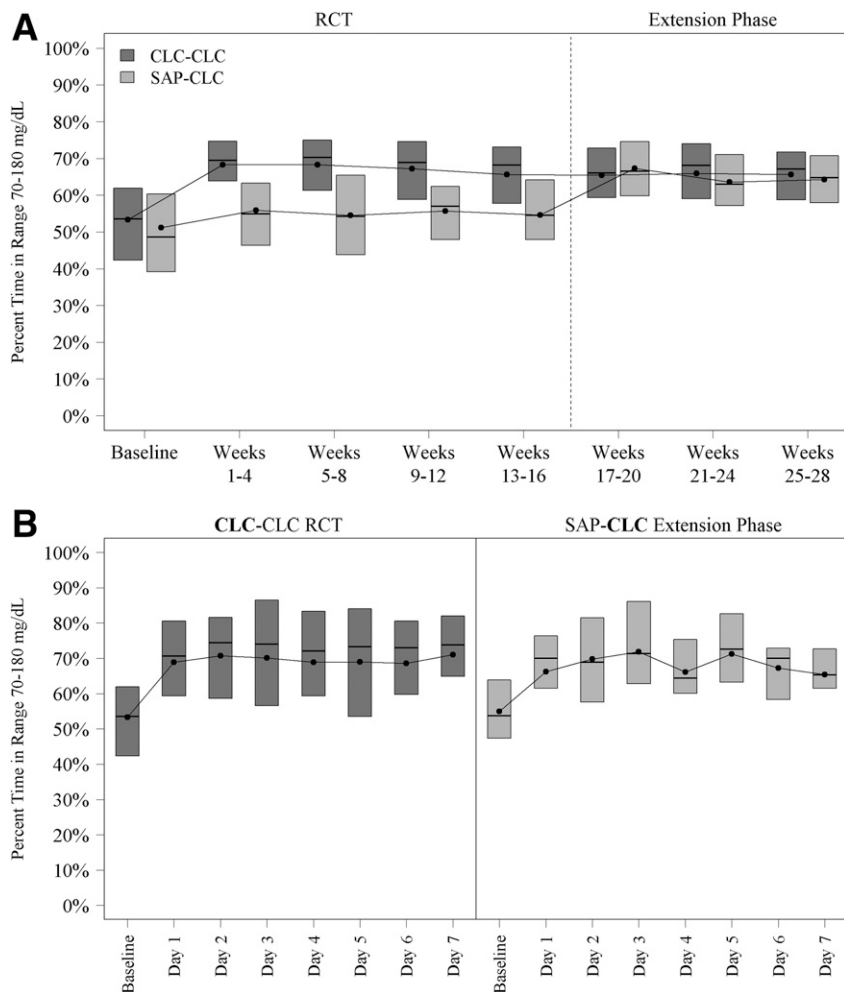 A
RCT
Extension Phase
CLC-CLC
SAP-CLC
Percent Time in Range 70-180 mg/dL
100%
90%
80%
70%
60%
50%
40%
30%
20%
10%
0%
Baseline
Weeks
1-4
Weeks
5-8
Weeks
9-12
Weeks
13-16
Weeks
17-20
Weeks
21-24
Weeks
25-28
B
CLC-CLC RCT
SAP-CLC Extension Phase
Percent Time in Range 70-180 mg/dL
100%
90%
80%
70%
60%
50%
40%
30%
20%
10%
0%
Baseline
Day 1
Day 2
Day 3
Day 4
Day 5
Day 6
Day 7
Baseline
Day 1
Day 2
Day 3
Day 4
Day 5
Day 6
Day 7